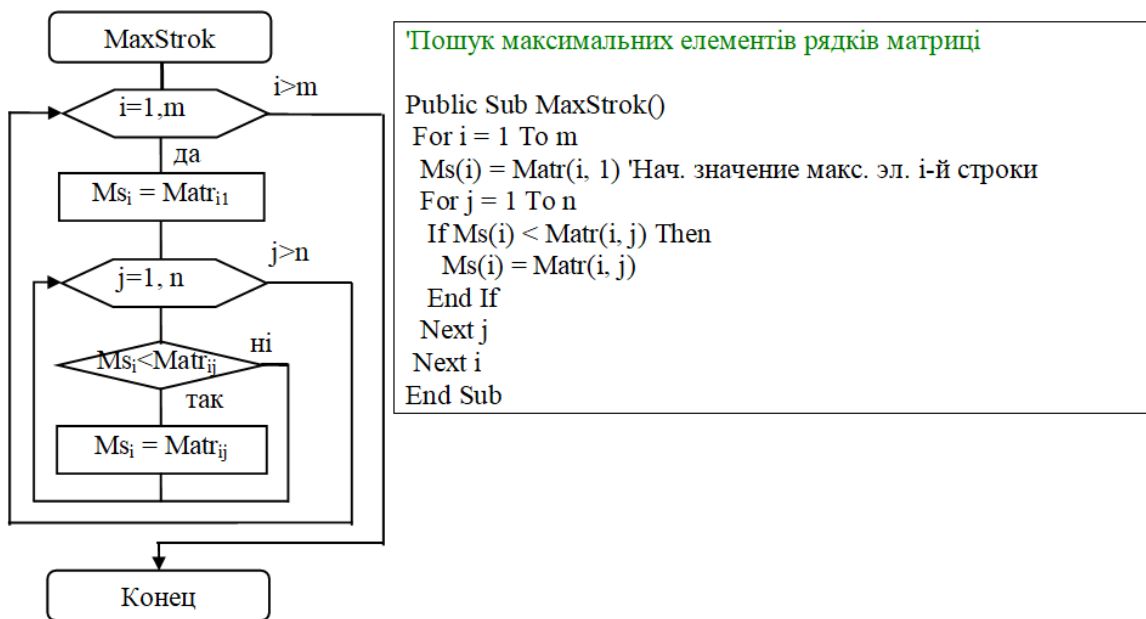 MaxStrok
i>m
i=1,m
да
Msi = Matri1
j>n
j=1, n
ні
Msi<Matrij
так
Msi = Matrij
Конец
'Пошук максимальних елементів рядків матриці
Public Sub MaxStrok()
For i = 1 To m
Ms(i) = Matr(i, 1) 'Нач. значение макс. эл. i-й строки
For j = 1 To n
If Ms(i) < Matr(i, j) Then
Ms(i) = Matr(i, j)
End If
Next j
Next i
End Sub